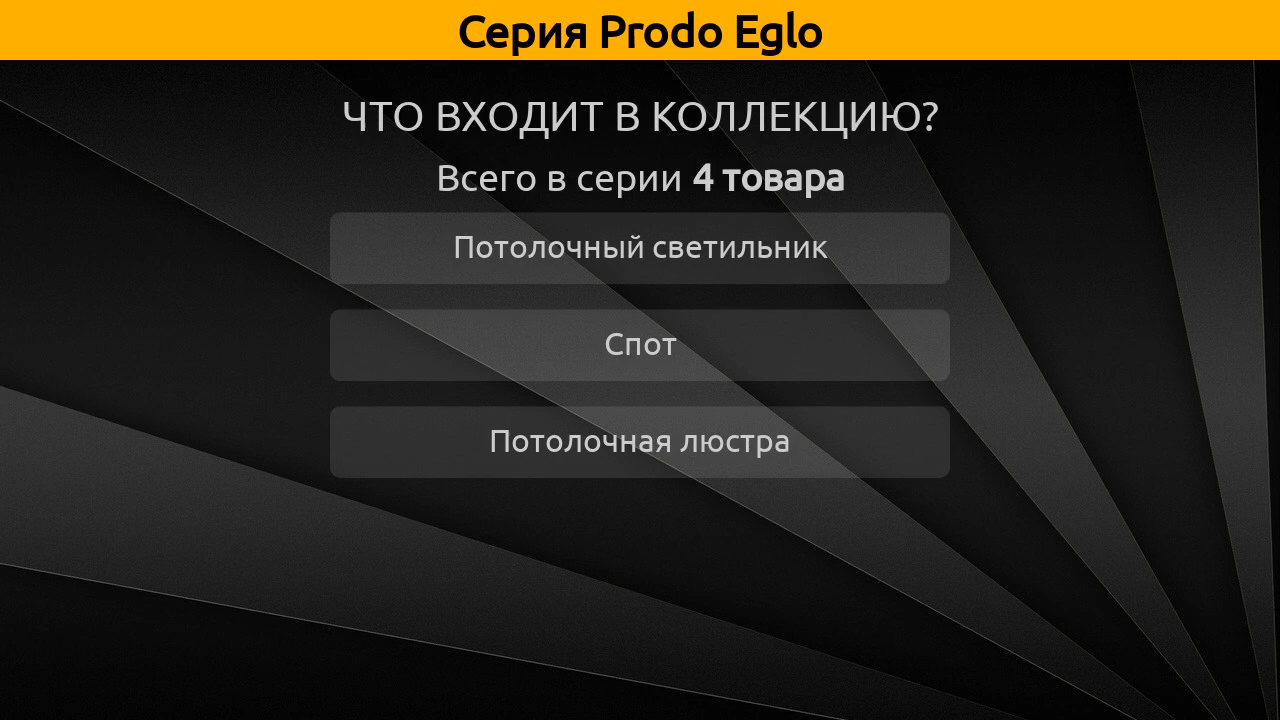 Серия Prodo Eglo
ЧТО ВХОДИТ В КОЛЛЕКЦИЮ?
Всего в серии 4 товара
Потолочный светильник
Спот
Потолочная люстра